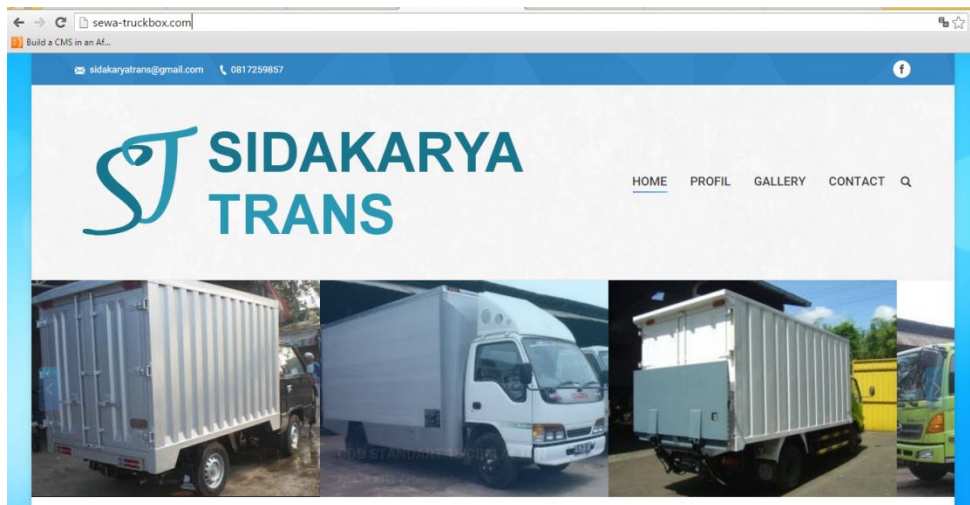 sewa-truckbox.com
Build a CMS in an Af...
sidakaryatrans@gmail.com 0817259857
SIDAKARYA
TRANS
HOME PROFIL GALLERY CONTACT